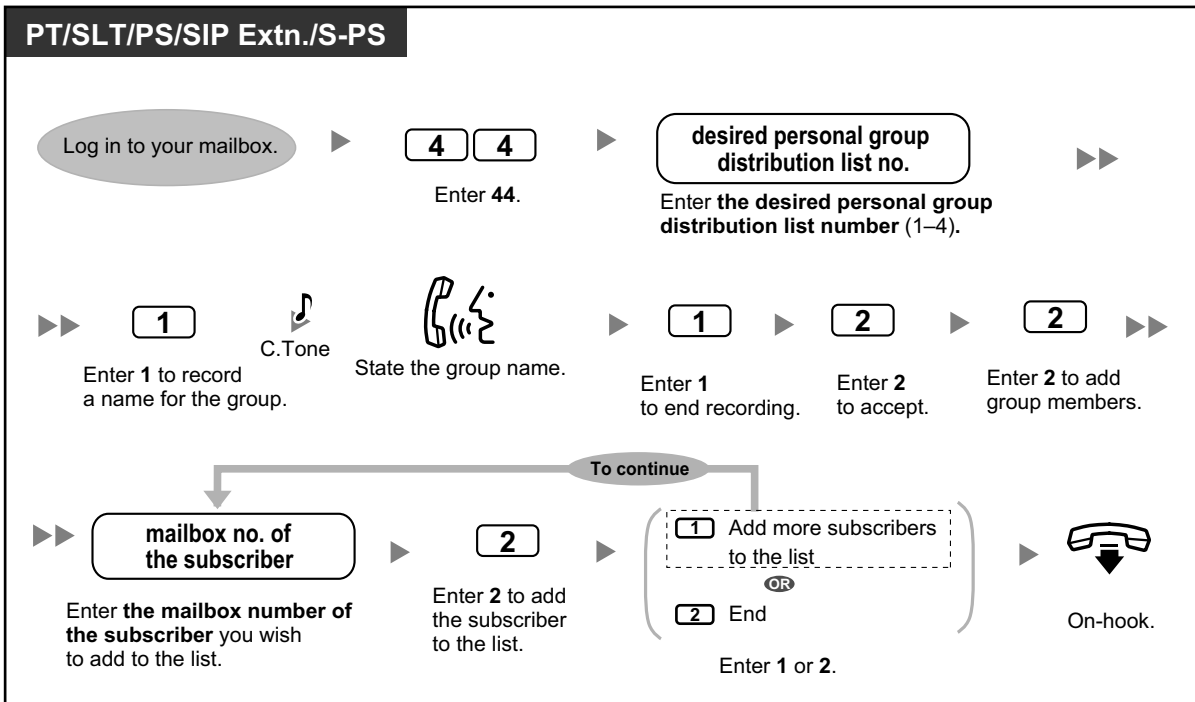 PT/SLT/PS/SIP Extn./S-PS
Log in to your mailbox.
4 4
Enter 44.
desired personal group
distribution list no.
Enter the desired personal group
distribution list number (1–4).
1
Enter 1 to record
a name for the group.
C.Tone
State the group name.
1
Enter 1
to end recording.
2
Enter 2
to accept.
2
Enter 2 to add
group members.
To continue
mailbox no. of
the subscriber
Enter the mailbox number of
the subscriber you wish
to add to the list.
2
Enter 2 to add
the subscriber
to the list.
1 Add more subscribers
to the list
OR
2 End
Enter 1 or 2.
On-hook.